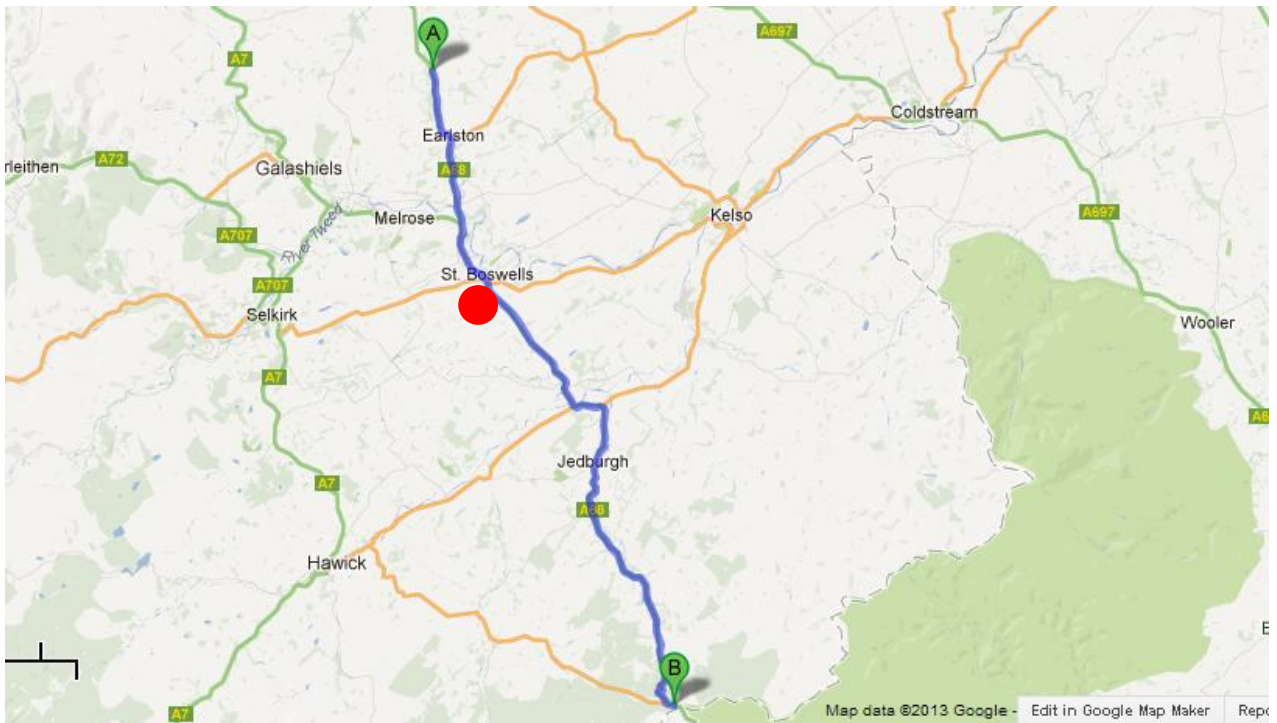 A
A7
A697
Coldstream
Earlston
rleithen
A72
Galashiels
A68
Melrose
Kelso
A697
A707
River Tweed
St. Boswells
A707
Selkirk
Wooler
A7
A6
Jedburgh
A7
A68
Hawick
B
E
A7
Map data ©2013 Google -
Edit in Google Map Maker
Repo